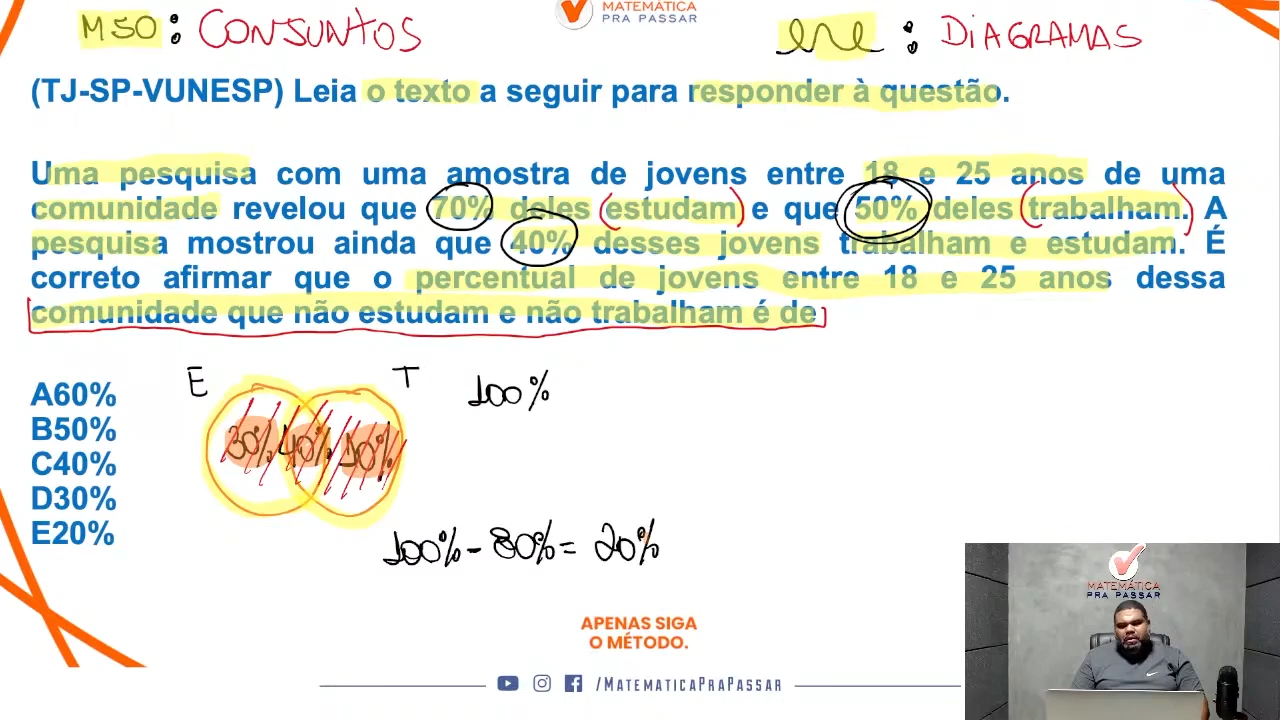 MATEMÁTICA
PRA PASSAR
M50: CONJUNTOS
: DIAGRAMAS
(TJ-SP-VUNESP) Leia o texto a seguir para responder à questão.
Uma pesquisa com uma amostra de jovens entre 18 e 25 anos de uma
comunidade revelou que 70% deles estudam e que 50% deles trabalham. A
pesquisa mostrou ainda que 40% desses jovens trabalham e estudam. É
correto afirmar que o percentual de jovens entre 18 e 25 anos dessa
comunidade que não estudam e não trabalham é de
E T 100%
A60%
B50%
30% 40% 10%
C40%
D30%
E20%
100% - 80% = 20%
MATEMÁTICA
PRA PASSAR
APENAS SIGA
O MÉTODO.
/MATEMATICAPRAPASSAR